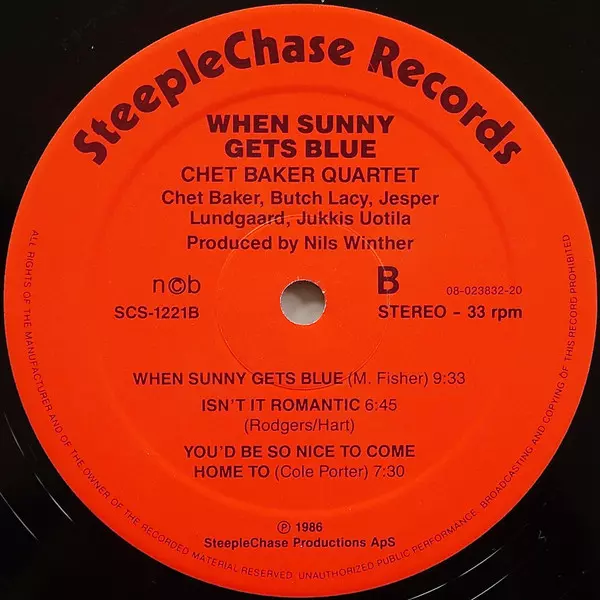 SteepleChase Records
WHEN SUNNY
GETS BLUE
CHET BAKER QUARTET
Chet Baker, Butch Lacy, Jesper
Lundgaard, Jukkis Uotila
Produced by Nils Winther
n©b
B
08-023832-20
SCS-1221B
STEREO – 33 rpm
WHEN SUNNY GETS BLUE (M. Fisher) 9:33
ISN'T IT ROMANTIC 6:45
(Rodgers/Hart)
YOU'D BE SO NICE TO COME
HOME TO (Cole Porter) 7:30
℗ 1986
SteepleChase Productions ApS
ALL RIGHTS OF THE MANUFACTURER AND OF THE OWNER OF THE RECORDED MATERIAL RESERVED. UNAUTHORIZED PUBLIC PERFORMANCE, BROADCASTING AND COPYING OF THIS RECORD PROHIBITED